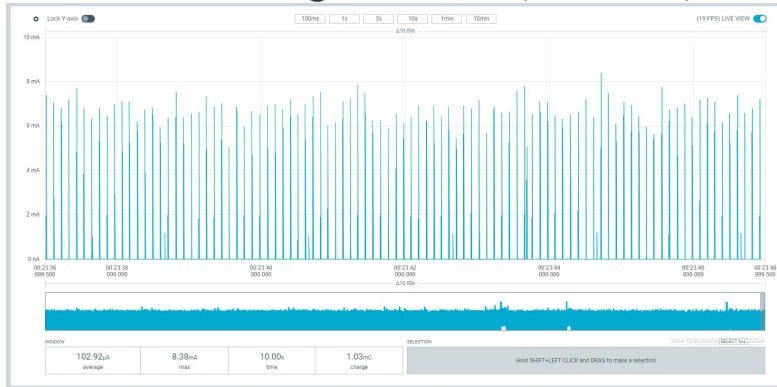 Lock Y-axis
100ms 1s 3s 10s 1min 10min
(19 FPS) LIVE VIEW
Δ10.00s
10 mA
8 mA
6 mA
4 mA
2 mA
0 nA
00:23:36 00:23:38 00:23:40 00:23:42 00:23:44 00:23:46 00:23:46
999.500 000.000 000.000 000.000 000.000 000.000 999.500
Δ10.00s
WINDOW
102.92μA 8.38mA 10.00s 1.03mC
average max time charge
SELECTION
ZOOM TO SELECTION SELECT ALL CLEAR
Hold SHIFT+LEFT CLICK and DRAG to make a selection